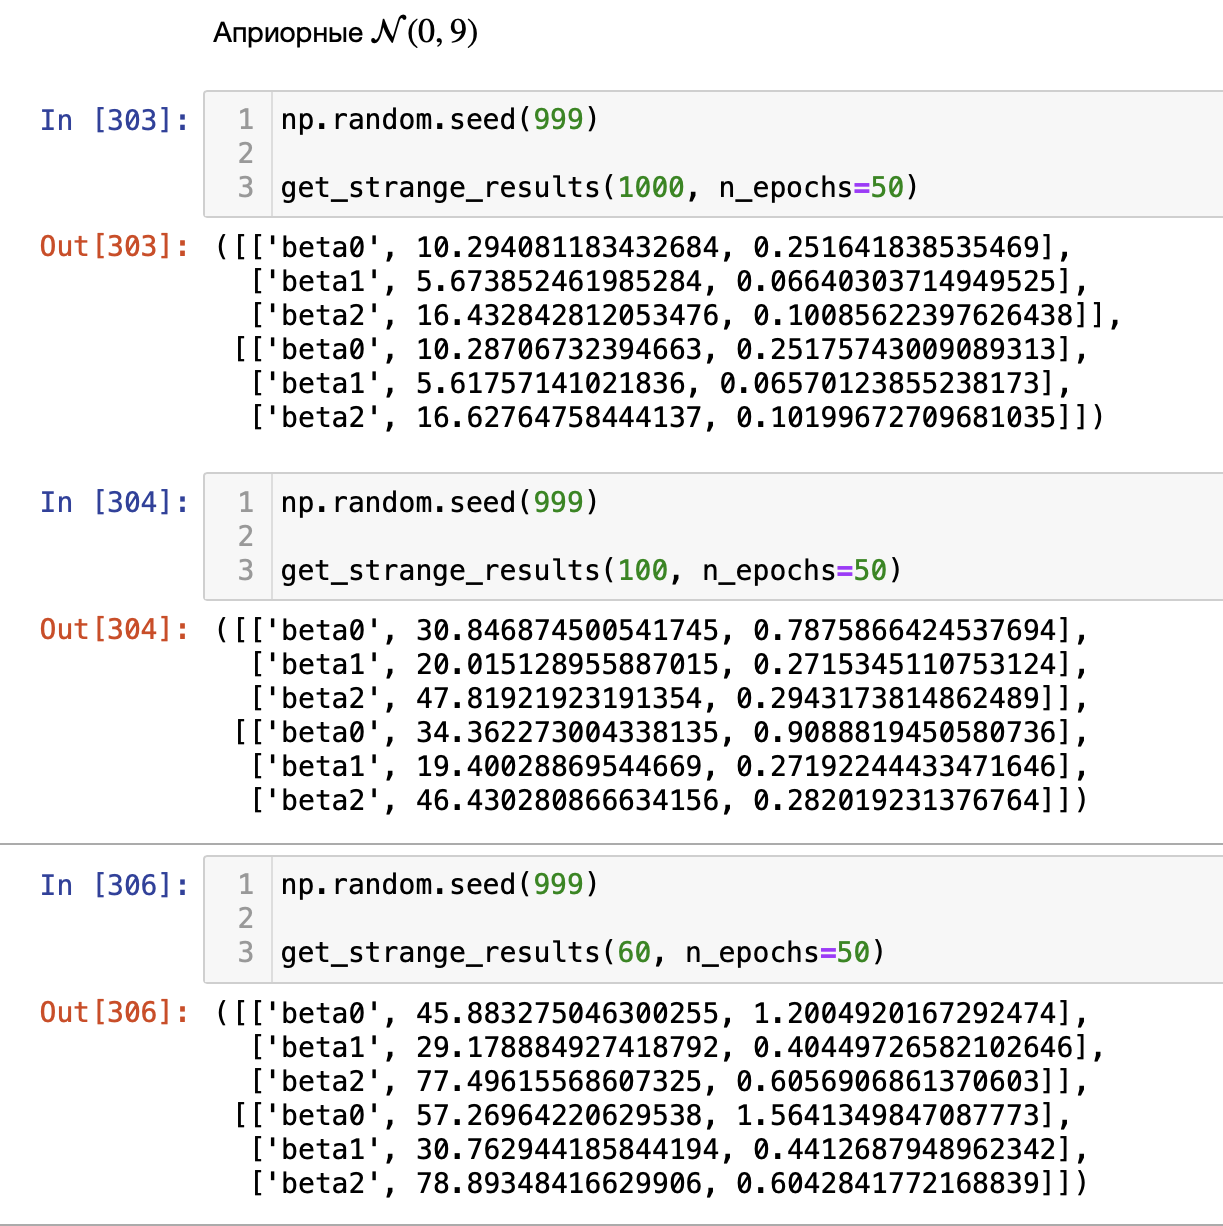 Априорные 𝒩(0, 9)
In [303]:
1 np.random.seed(999)
2
3 get_strange_results(1000, n_epochs=50)
Out[303]: ([['beta0', 10.294081183432684, 0.251641838535469],
['beta1', 5.673852461985284, 0.06640303714949525],
['beta2', 16.432842812053476, 0.10085622397626438]],
[['beta0', 10.28706732394663, 0.25175743009089313],
['beta1', 5.61757141021836, 0.06570123855238173],
['beta2', 16.62764758444137, 0.10199672709681035]])
In [304]:
1 np.random.seed(999)
2
3 get_strange_results(100, n_epochs=50)
Out[304]: ([['beta0', 30.846874500541745, 0.7875866424537694],
['beta1', 20.015128955887015, 0.2715345110753124],
['beta2', 47.81921923191354, 0.2943173814862489]],
[['beta0', 34.362273004338135, 0.9088819450580736],
['beta1', 19.40028869544669, 0.27192244433471646],
['beta2', 46.430280866634156, 0.282019231376764]])
In [306]:
1 np.random.seed(999)
2
3 get_strange_results(60, n_epochs=50)
Out[306]: ([['beta0', 45.883275046300255, 1.2004920167292474],
['beta1', 29.178884927418792, 0.40449726582102646],
['beta2', 77.49615568607325, 0.6056906861370603]],
[['beta0', 57.26964220629538, 1.5641349847087773],
['beta1', 30.762944185844194, 0.4412687948962342],
['beta2', 78.89348416629906, 0.6042841772168839]])